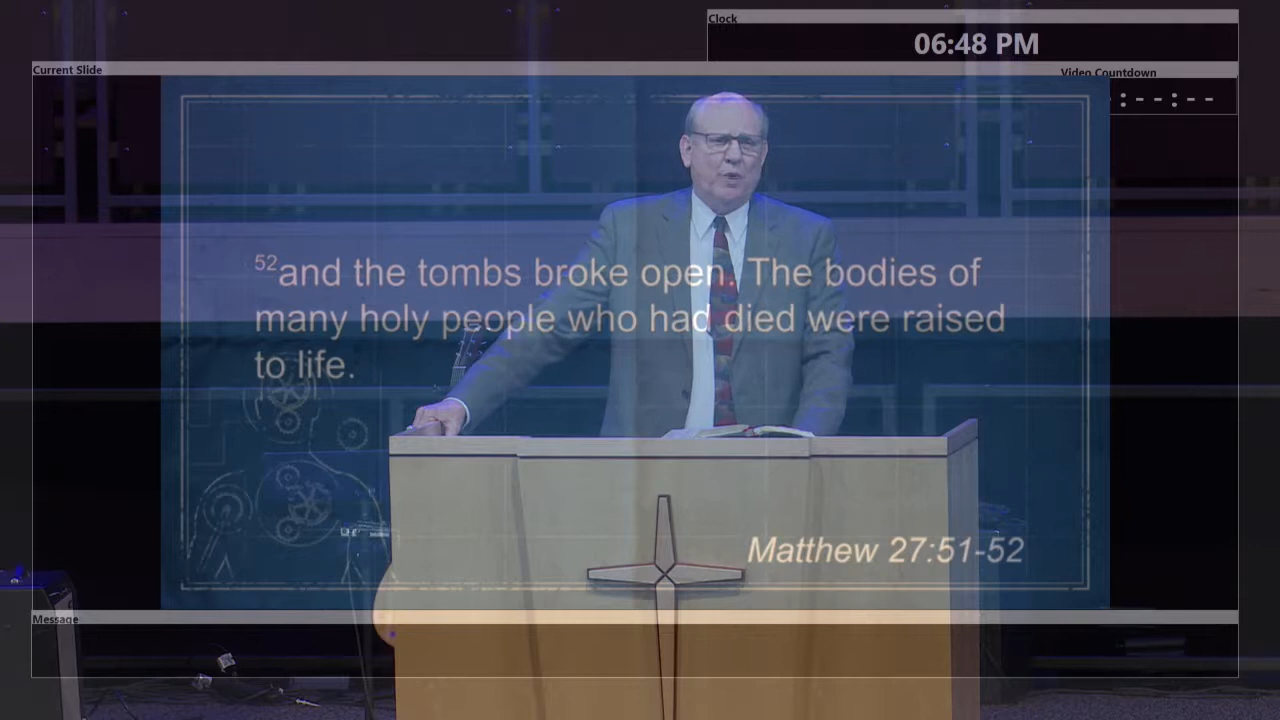 Clock
06:48 PM
Current Slide
Video Countdown
:--:--
52and the tombs broke open. The bodies of
many holy people who had died were raised
to life.
Matthew 27:51-52
Message